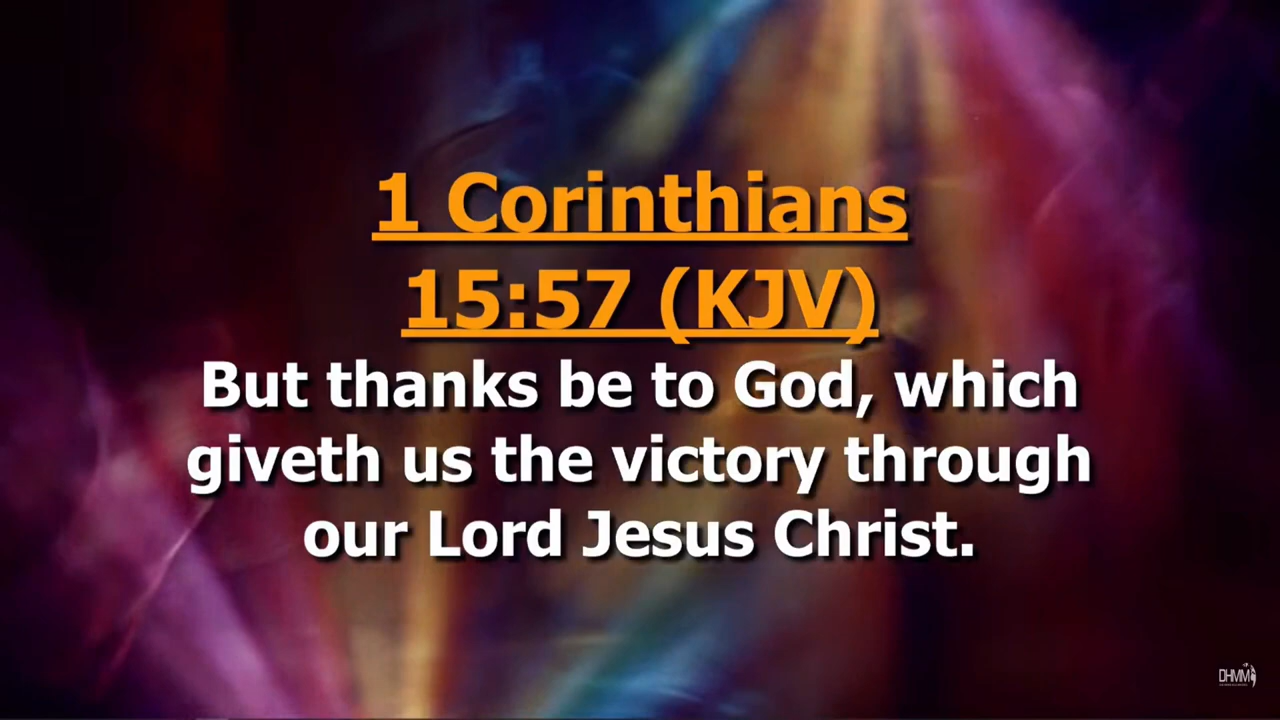 1 Corinthians
15:57 (KJV)
But thanks be to God, which
giveth us the victory through
our Lord Jesus Christ.
DHMM